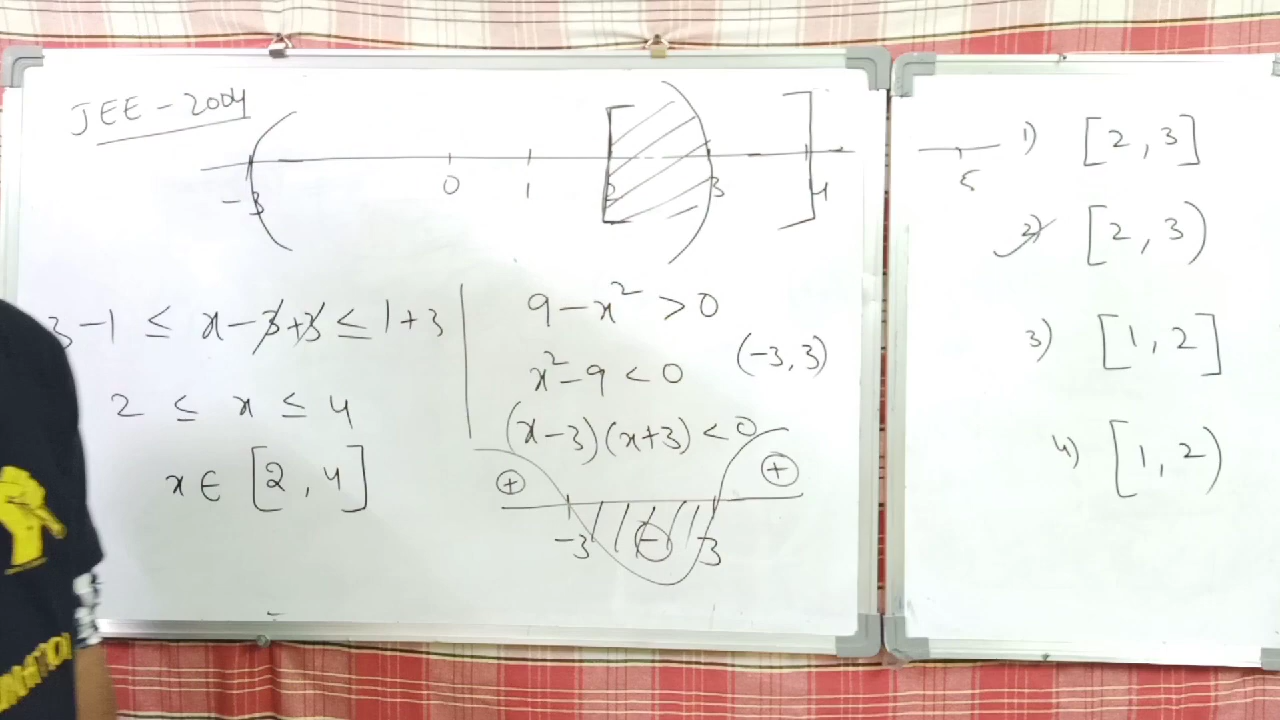 JEE - 2004
-3 0 1 2 3 4
3 - 1 ≤ x - 3 + 3 ≤ 1 + 3
2 ≤ x ≤ 4
x ∈ [2, 4]
9 - x² > 0
x² - 9 < 0 (-3, 3)
(x - 3)(x + 3) < 0
+ +
-3 - 3
5
1) [2, 3]
2) [2, 3)
3) [1, 2]
4) [1, 2)